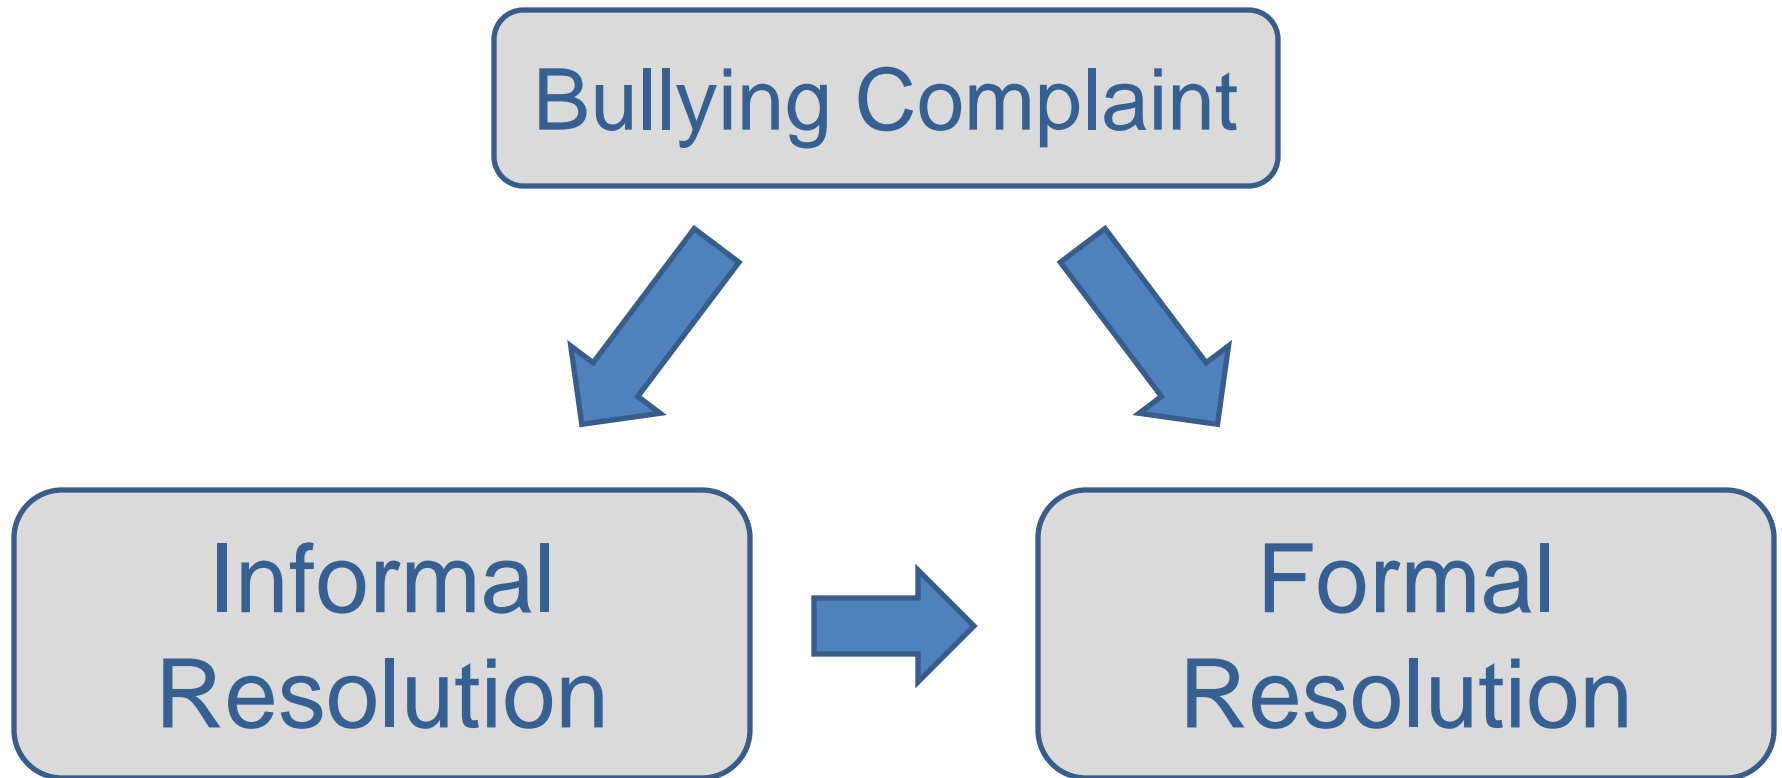 Bullying Complaint
Informal
Resolution
Formal
Resolution